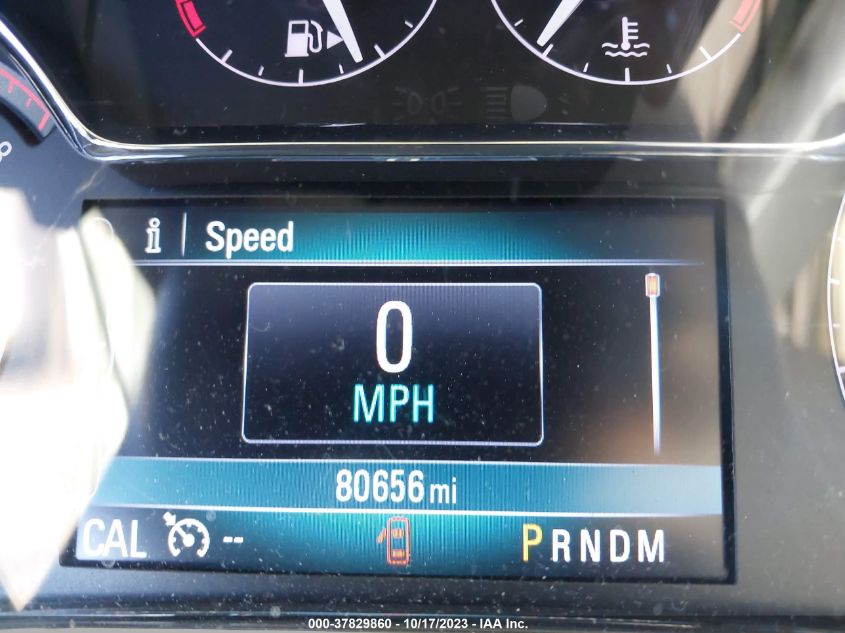 i | Speed
0
MPH
80656 mi
CAL -- PRNDM
000-37829860 - 10/17/2023 - IAA Inc.